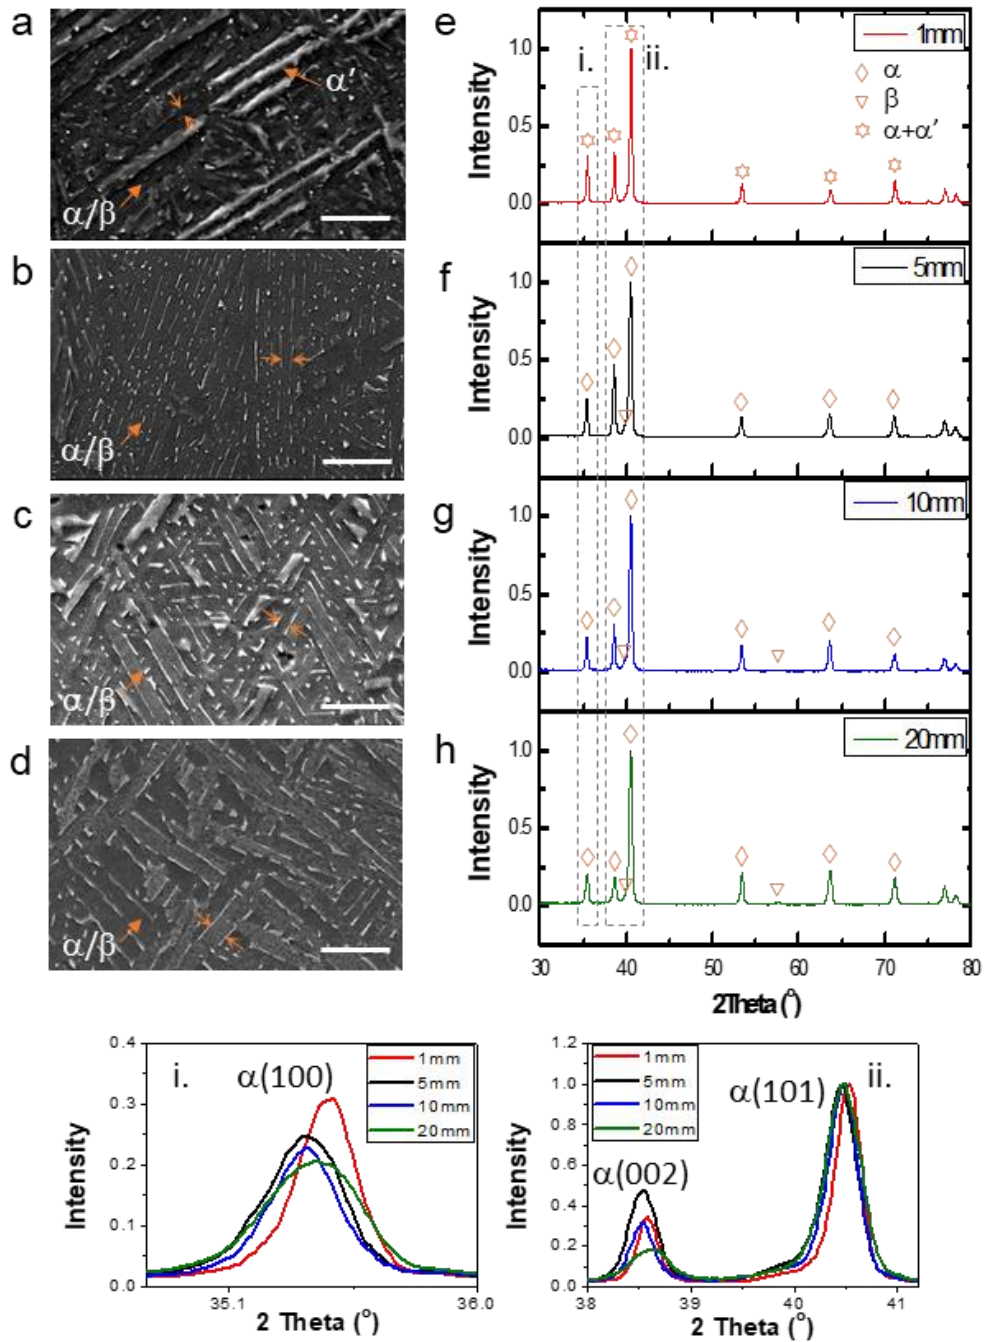 a
α'
α/β
b
α/β
c
α/β
d
α/β
e
i.
ii.
1mm
α
β
α+α'
Intensity
1.0
0.5
0.0
f
5mm
Intensity
1.0
0.5
0.0
g
10mm
Intensity
1.0
0.5
0.0
h
20mm
Intensity
1.0
0.5
0.0
30 40 50 60 70 80
2Theta (°)
i.
α(100)
1mm
5mm
10mm
20mm
Intensity
0.4
0.3
0.2
0.1
0.0
35.1 36.0
2 Theta (°)
ii.
1mm
5mm
10mm
20mm
α(101)
α(002)
Intensity
1.2
1.0
0.8
0.6
0.4
0.2
0.0
38 39 40 41
2 Theta (°)